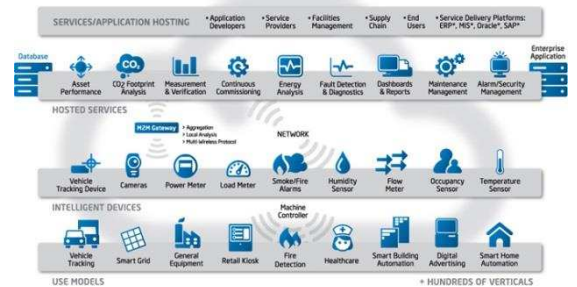 SERVICES/APPLICATION HOSTING
• Application Developers
• Service Providers
• Facilities Management
• Supply Chain
• End Users
• Service Delivery Platforms: ERP*, MIS*, Oracle*, SAP*
Database
Enterprise Application
Asset Performance
CO2
CO2 Footprint Analysis
Measurement & Verification
Continuous Commissioning
Energy Analysis
Fault Detection & Diagnostics
Dashboards & Reports
Maintenance Management
Alarm/Security Management
HOSTED SERVICES
M2M Gateway
• Aggregation
• Local Analysis
• Multi-Wireless Protocol
NETWORK
Vehicle Tracking Device
Cameras
Power Meter
Load Meter
Smoke/Fire Alarms
Humidity Sensor
Flow Meter
Occupancy Sensor
Temperature Sensor
INTELLIGENT DEVICES
Machine Controller
Vehicle Tracking
Smart Grid
General Equipment
Retail Kiosk
Fire Detection
Healthcare
Smart Building Automation
Digital Advertising
Smart Home Automation
USE MODELS
+ HUNDREDS OF VERTICALS